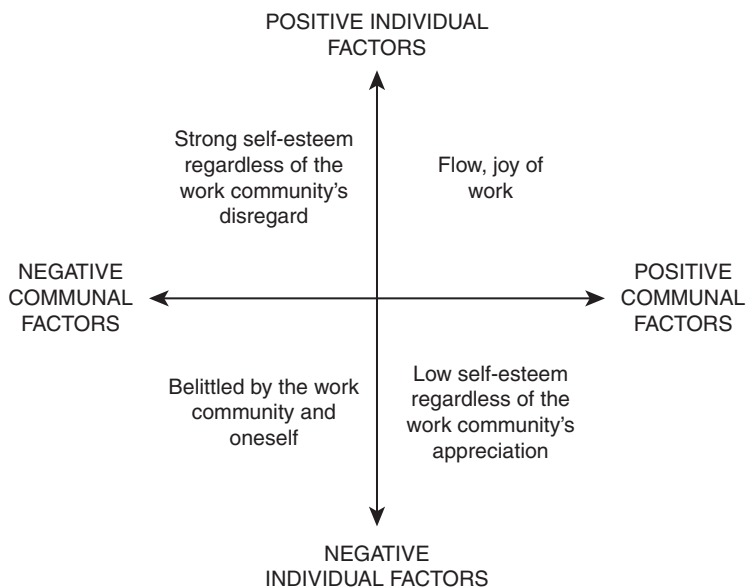 POSITIVE INDIVIDUAL
FACTORS
Strong self-esteem
regardless of the
work community's
disregard
Flow, joy of
work
NEGATIVE
COMMUNAL
FACTORS
POSITIVE
COMMUNAL
FACTORS
Belittled by the work
community and
oneself
Low self-esteem
regardless of the
work community's
appreciation
NEGATIVE
INDIVIDUAL FACTORS